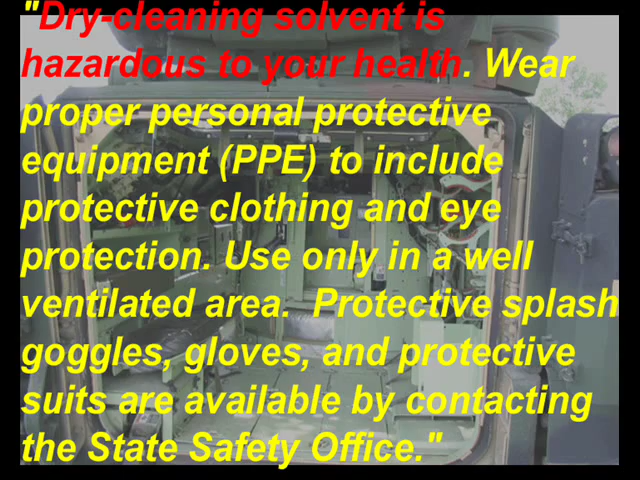 "Dry-cleaning solvent is
hazardous to your health. Wear
proper personal protective
equipment (PPE) to include
protective clothing and eye
protection. Use only in a well
ventilated area.  Protective splash
goggles, gloves, and protective
suits are available by contacting
the State Safety Office."